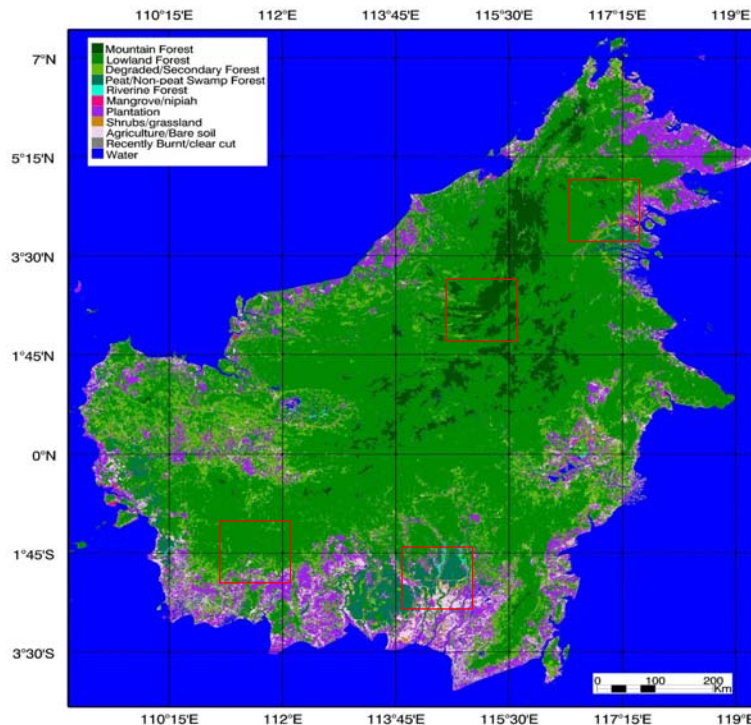 110°15'E 112°E 113°45'E 115°30'E 117°15'E 119°E
7°N
5°15'N
3°30'N
1°45'N
0°N
1°45'S
3°30'S
Mountain Forest
Lowland Forest
Degraded/Secondary Forest
Peat/Non-peat Swamp Forest
Riverine Forest
Mangrove/nipiah
Plantation
Shrubs/grassland
Agriculture/Bare soil
Recently Burnt/clear cut
Water
0 100 200
Km
110°15'E 112°E 113°45'E 115°30'E 117°15'E 119°E